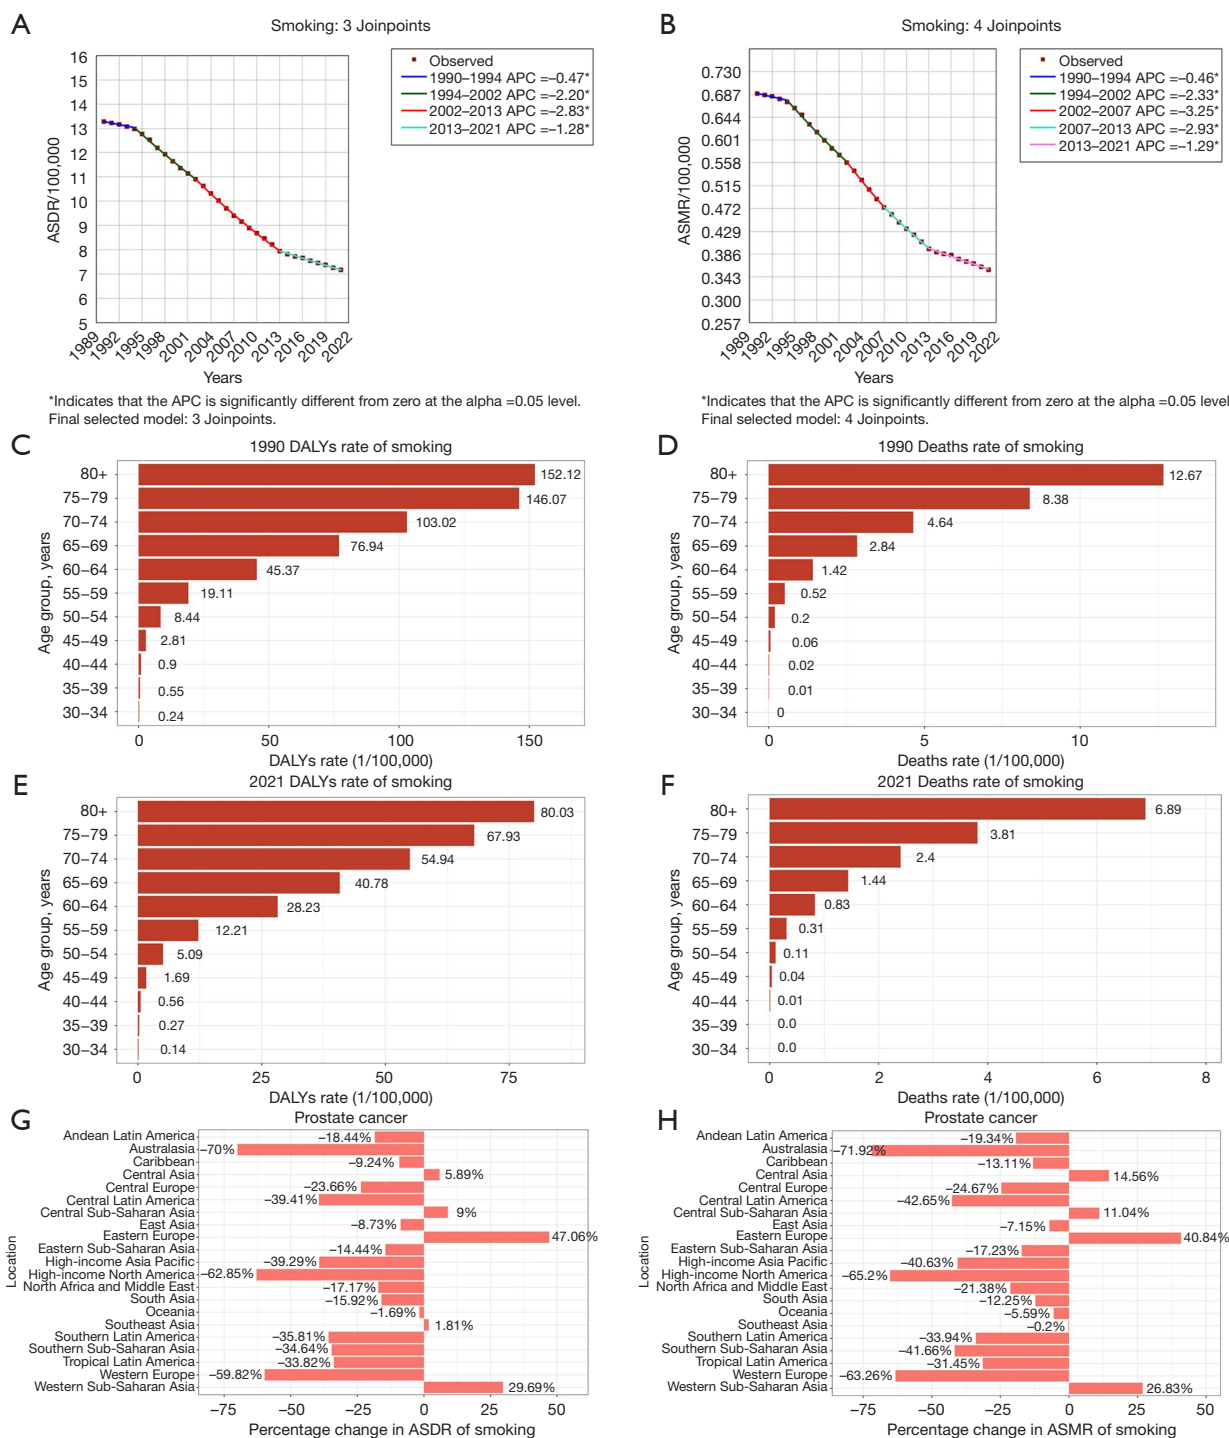 A
Smoking: 3 Joinpoints
16
15
14
13
12
11
10
9
8
7
6
5
ASDR/100,000
1989
1992
1995
1998
2001
2004
2007
2010
2013
2016
2019
2022
Years
Observed
1990–1994 APC =–0.47*
1994–2002 APC =–2.20*
2002–2013 APC =–2.83*
2013–2021 APC =–1.28*
*Indicates that the APC is significantly different from zero at the alpha =0.05 level.
Final selected model: 3 Joinpoints.
B
Smoking: 4 Joinpoints
0.730
0.687
0.644
0.601
0.558
0.515
0.472
0.429
0.386
0.343
0.300
0.257
ASMR/100,000
1989
1992
1995
1998
2001
2004
2007
2010
2013
2016
2019
2022
Years
Observed
1990–1994 APC =–0.46*
1994–2002 APC =–2.33*
2002–2007 APC =–3.25*
2007–2013 APC =–2.93*
2013–2021 APC =–1.29*
*Indicates that the APC is significantly different from zero at the alpha =0.05 level
Final selected model: 4 Joinpoints.
C
1990 DALYs rate of smoking
Age group, years
80+ 152.12
75–79 146.07
70–74 103.02
65–69 76.94
60–64 45.37
55–59 19.11
50–54 8.44
45–49 2.81
40–44 0.9
35–39 0.55
30–34 0.24
0 50 100 150
DALYs rate (1/100,000)
D
1990 Deaths rate of smoking
Age group, years
80+ 12.67
75–79 8.38
70–74 4.64
65–69 2.84
60–64 1.42
55–59 0.52
50–54 0.2
45–49 0.06
40–44 0.02
35–39 0.01
30–34 0
0 5 10
Deaths rate (1/100,000)
E
2021 DALYs rate of smoking
Age group, years
80+ 80.03
75–79 67.93
70–74 54.94
65–69 40.78
60–64 28.23
55–59 12.21
50–54 5.09
45–49 1.69
40–44 0.56
35–39 0.27
30–34 0.14
0 25 50 75
DALYs rate (1/100,000)
F
2021 Deaths rate of smoking
Age group, years
80+ 6.89
75–79 3.81
70–74 2.4
65–69 1.44
60–64 0.83
55–59 0.31
50–54 0.11
45–49 0.04
40–44 0.01
35–39 0.0
30–34 0.0
0 2 4 6 8
Deaths rate (1/100,000)
G
Prostate cancer
Location
Andean Latin America –18.44%
Australasia –70%
Caribbean –9.24%
Central Asia 5.89%
Central Europe –23.66%
Central Latin America –39.41%
Central Sub-Saharan Asia 9%
East Asia –8.73%
Eastern Europe 47.06%
Eastern Sub-Saharan Asia –14.44%
High-income Asia Pacific –39.29%
High-income North America –62.85%
North Africa and Middle East –17.17%
South Asia –15.92%
Oceania –1.69%
Southeast Asia 1.81%
Southern Latin America –35.81%
Southern Sub-Saharan Asia –34.64%
Tropical Latin America –33.82%
Western Europe –59.82%
Western Sub-Saharan Asia 29.69%
–75 –50 –25 0 25 50
Percentage change in ASDR of smoking
H
Prostate cancer
Location
Andean Latin America –19.34%
Australasia –71.92%
Caribbean –13.11%
Central Asia 14.56%
Central Europe –24.67%
Central Latin America –42.65%
Central Sub-Saharan Asia 11.04%
East Asia –7.15%
Eastern Europe 40.84%
Eastern Sub-Saharan Asia –17.23%
High-income Asia Pacific –40.63%
High-income North America –65.2%
North Africa and Middle East –21.38%
South Asia –12.25%
Oceania –5.59%
Southeast Asia –0.2%
Southern Latin America –33.94%
Southern Sub-Saharan Asia –41.66%
Tropical Latin America –31.45%
Western Europe –63.26%
Western Sub-Saharan Asia 26.83%
–75 –50 –25 0 25 50
Percentage change in ASMR of smoking